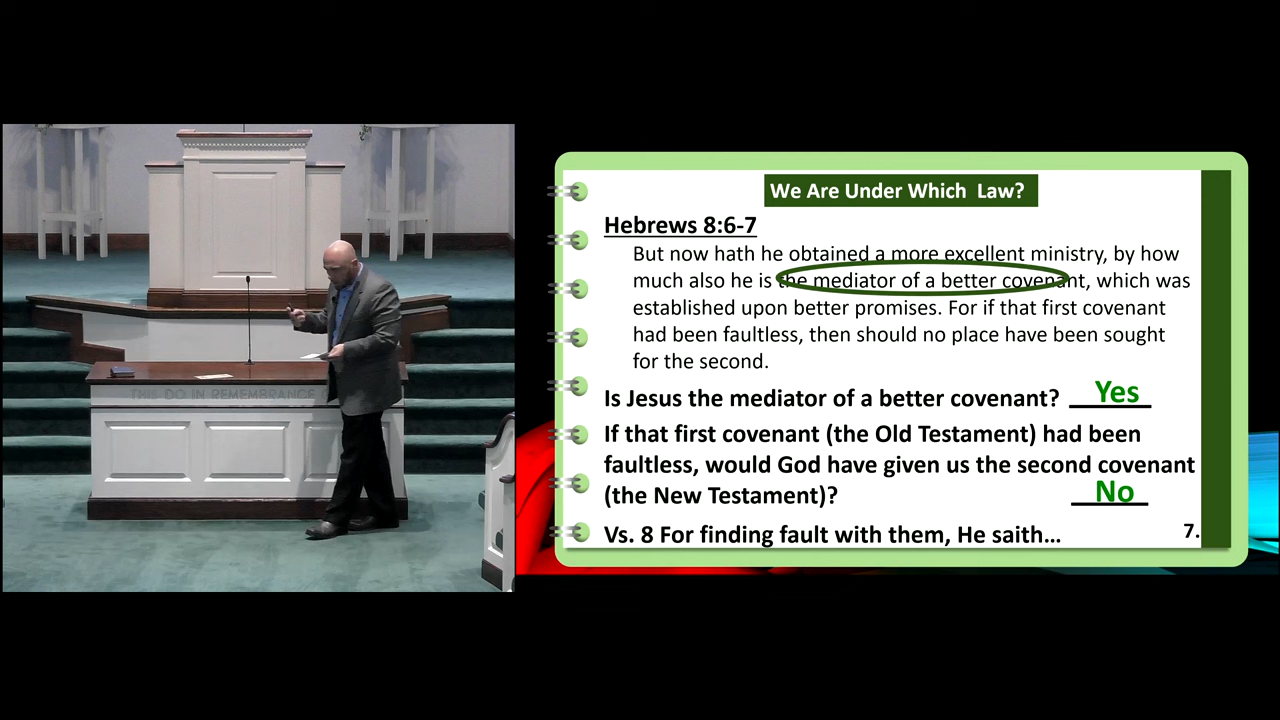 THIS DO IN REMEMBRANCE
We Are Under Which Law?
Hebrews 8:6-7
But now hath he obtained a more excellent ministry, by how
much also he is the mediator of a better covenant, which was
established upon better promises. For if that first covenant
had been faultless, then should no place have been sought
for the second.
Is Jesus the mediator of a better covenant? Yes
If that first covenant (the Old Testament) had been
faultless, would God have given us the second covenant
(the New Testament)? No
Vs. 8 For finding fault with them, He saith...
7.